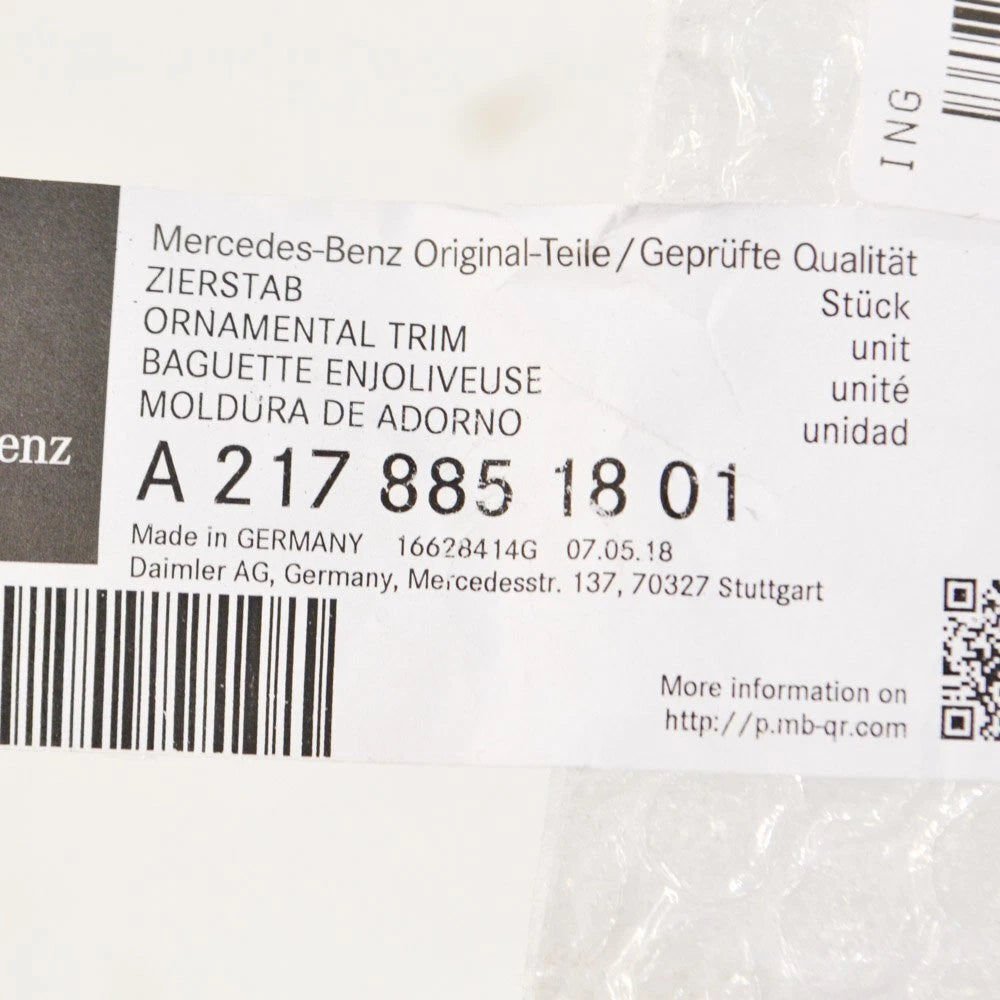 ING
Mercedes-Benz Original-Teile/Geprüfte Qualität
ZIERSTAB Stück
ORNAMENTAL TRIM unit
BAGUETTE ENJOLIVEUSE unité
MOLDURA DE ADORNO unidad
enz
A 217 885 18 01
Made in GERMANY 16628414G 07.05.18
Daimler AG, Germany, Mercedesstr. 137, 70327 Stuttgart
More information on
http://p.mb-qr.com